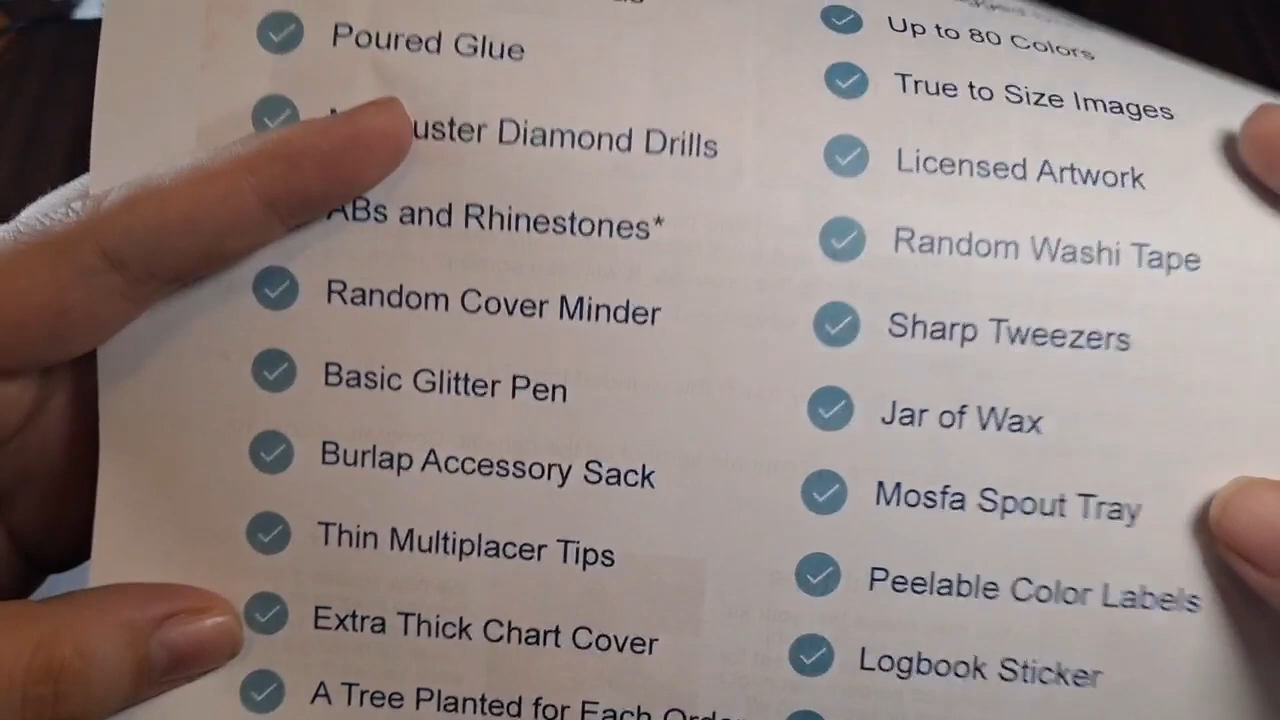 Poured Glue
uster Diamond Drills
ABs and Rhinestones*
Random Cover Minder
Basic Glitter Pen
Burlap Accessory Sack
Thin Multiplacer Tips
Extra Thick Chart Cover
A Tree Planted for Each
Up to 80 Colors
True to Size Images
Licensed Artwork
Random Washi Tape
Sharp Tweezers
Jar of Wax
Mosfa Spout Tray
Peelable Color Labels
Logbook Sticker